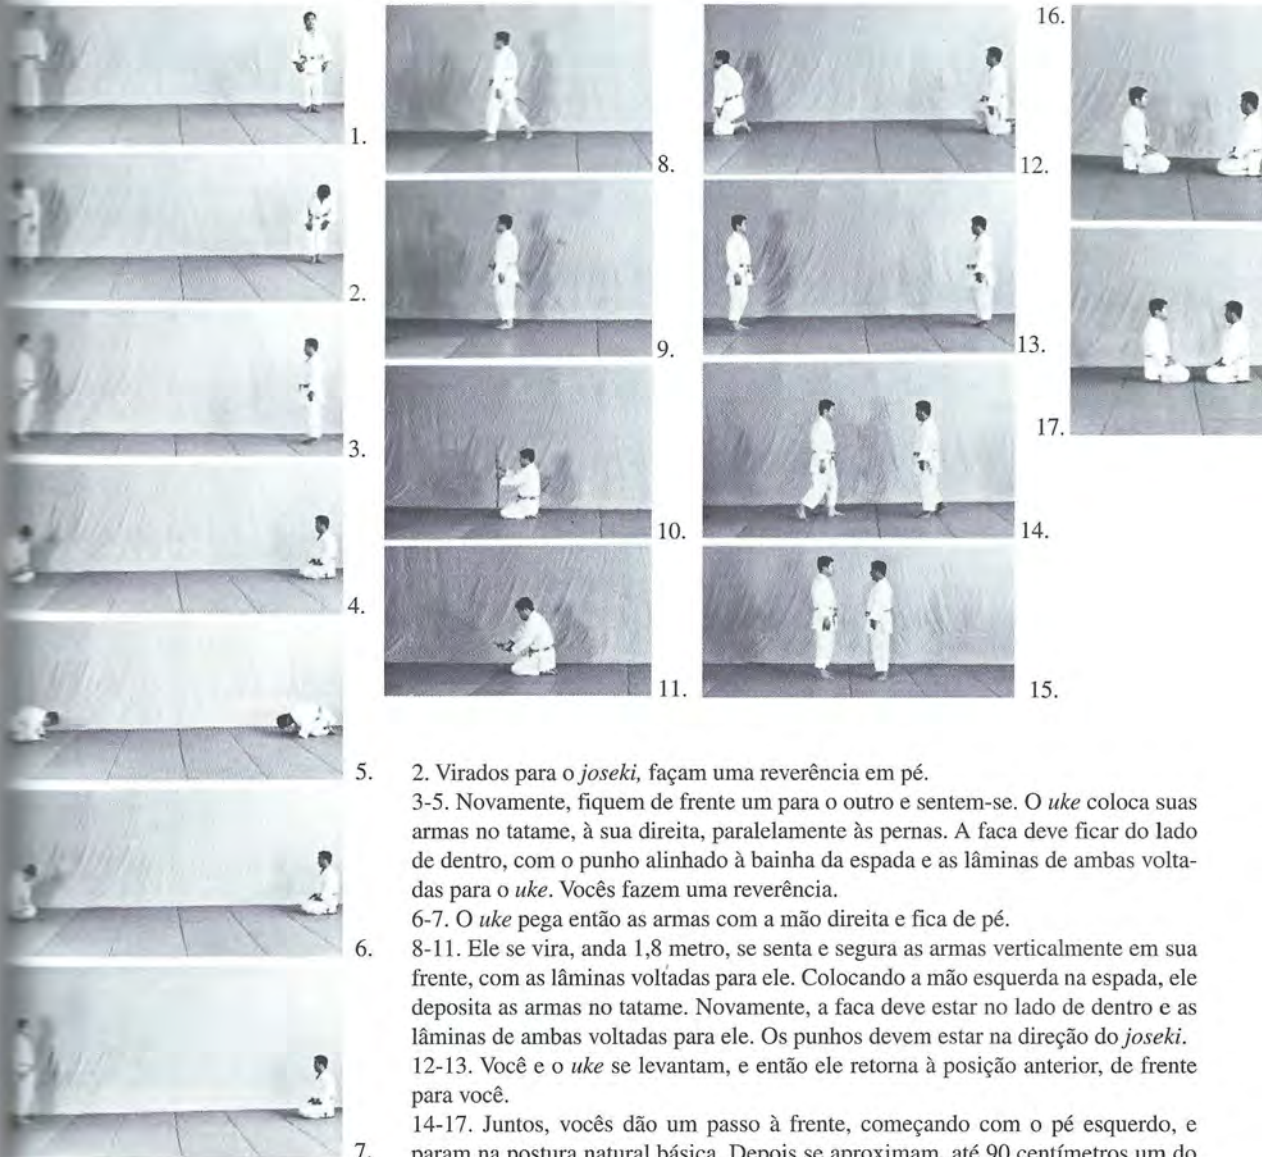 1.
2.
3.
4.
5.
6.
7.
8.
9.
10.
11.
12.
13.
14.
15.
16.
17.
2. Virados para o joseki, façam uma reverência em pé.
3-5. Novamente, fiquem de frente um para o outro e sentem-se. O uke coloca suas
armas no tatame, à sua direita, paralelamente às pernas. A faca deve ficar do lado
de dentro, com o punho alinhado à bainha da espada e as lâminas de ambas volta-
das para o uke. Vocês fazem uma reverência.
6-7. O uke pega então as armas com a mão direita e fica de pé.
8-11. Ele se vira, anda 1,8 metro, se senta e segura as armas verticalmente em sua
frente, com as lâminas voltadas para ele. Colocando a mão esquerda na espada, ele
deposita as armas no tatame. Novamente, a faca deve estar no lado de dentro e as
lâminas de ambas voltadas para ele. Os punhos devem estar na direção do joseki.
12-13. Você e o uke se levantam, e então ele retorna à posição anterior, de frente
para você.
14-17. Juntos, vocês dão um passo à frente, começando com o pé esquerdo, e
param na postura natural básica. Depois se aproximam, até 90 centímetros um do